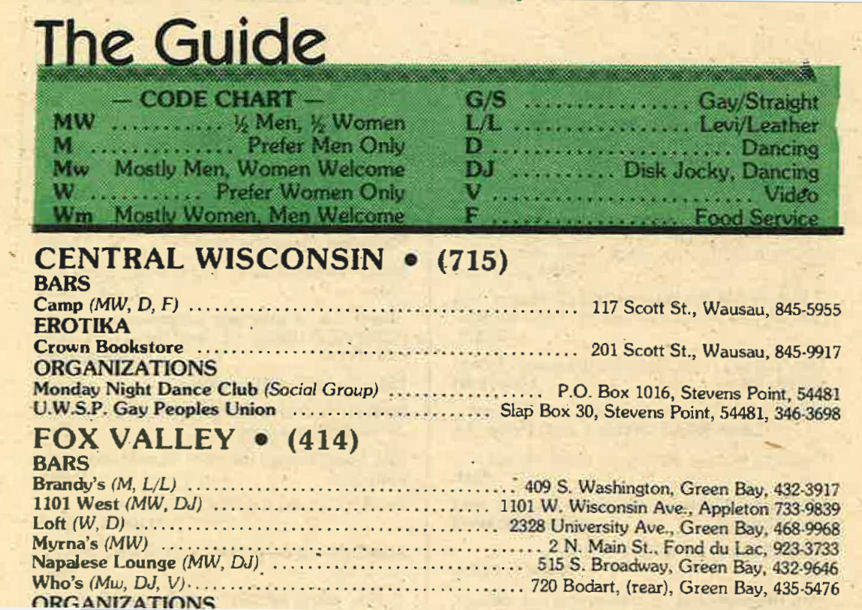 The Guide
— CODE CHART —
MW ............ ½ Men, ½ Women
M ............... Prefer Men Only
Mw Mostly Men, Women Welcome
W ........... Prefer Women Only
Wm Mostly Women, Men Welcome
G/S ................. Gay/Straight
L/L .................... Levi/Leather
D ........................ Dancing
DJ ........... Disk Jocky, Dancing
V ........................... Video
F .................... Food Service
CENTRAL WISCONSIN • (715)
BARS
Camp (MW, D, F) ........................................ 117 Scott St., Wausau, 845-5955
EROTIKA
Crown Bookstore ........................................ 201 Scott St., Wausau, 845-9917
ORGANIZATIONS
Monday Night Dance Club (Social Group) ................ P.O. Box 1016, Stevens Point, 54481
U.W.S.P. Gay Peoples Union .................... Slap Box 30, Stevens Point, 54481, 346-3698
FOX VALLEY • (414)
BARS
Brandy's (M, L/L) ................................. 409 S. Washington, Green Bay, 432-3917
1101 West (MW, DJ) ............................ 1101 W. Wisconsin Ave., Appleton 733-9839
Loft (W, D) ....................................... 2328 University Ave., Green Bay, 468-9968
Myrna's (MW) ........................................ 2 N. Main St., Fond du Lac, 923-3733
Napalese Lounge (MW, DJ) ........................... 515 S. Broadway, Green Bay, 432-9646
Who's (Mw, DJ, V) ................................. 720 Bodart, (rear), Green Bay, 435-5476
ORGANIZATIONS